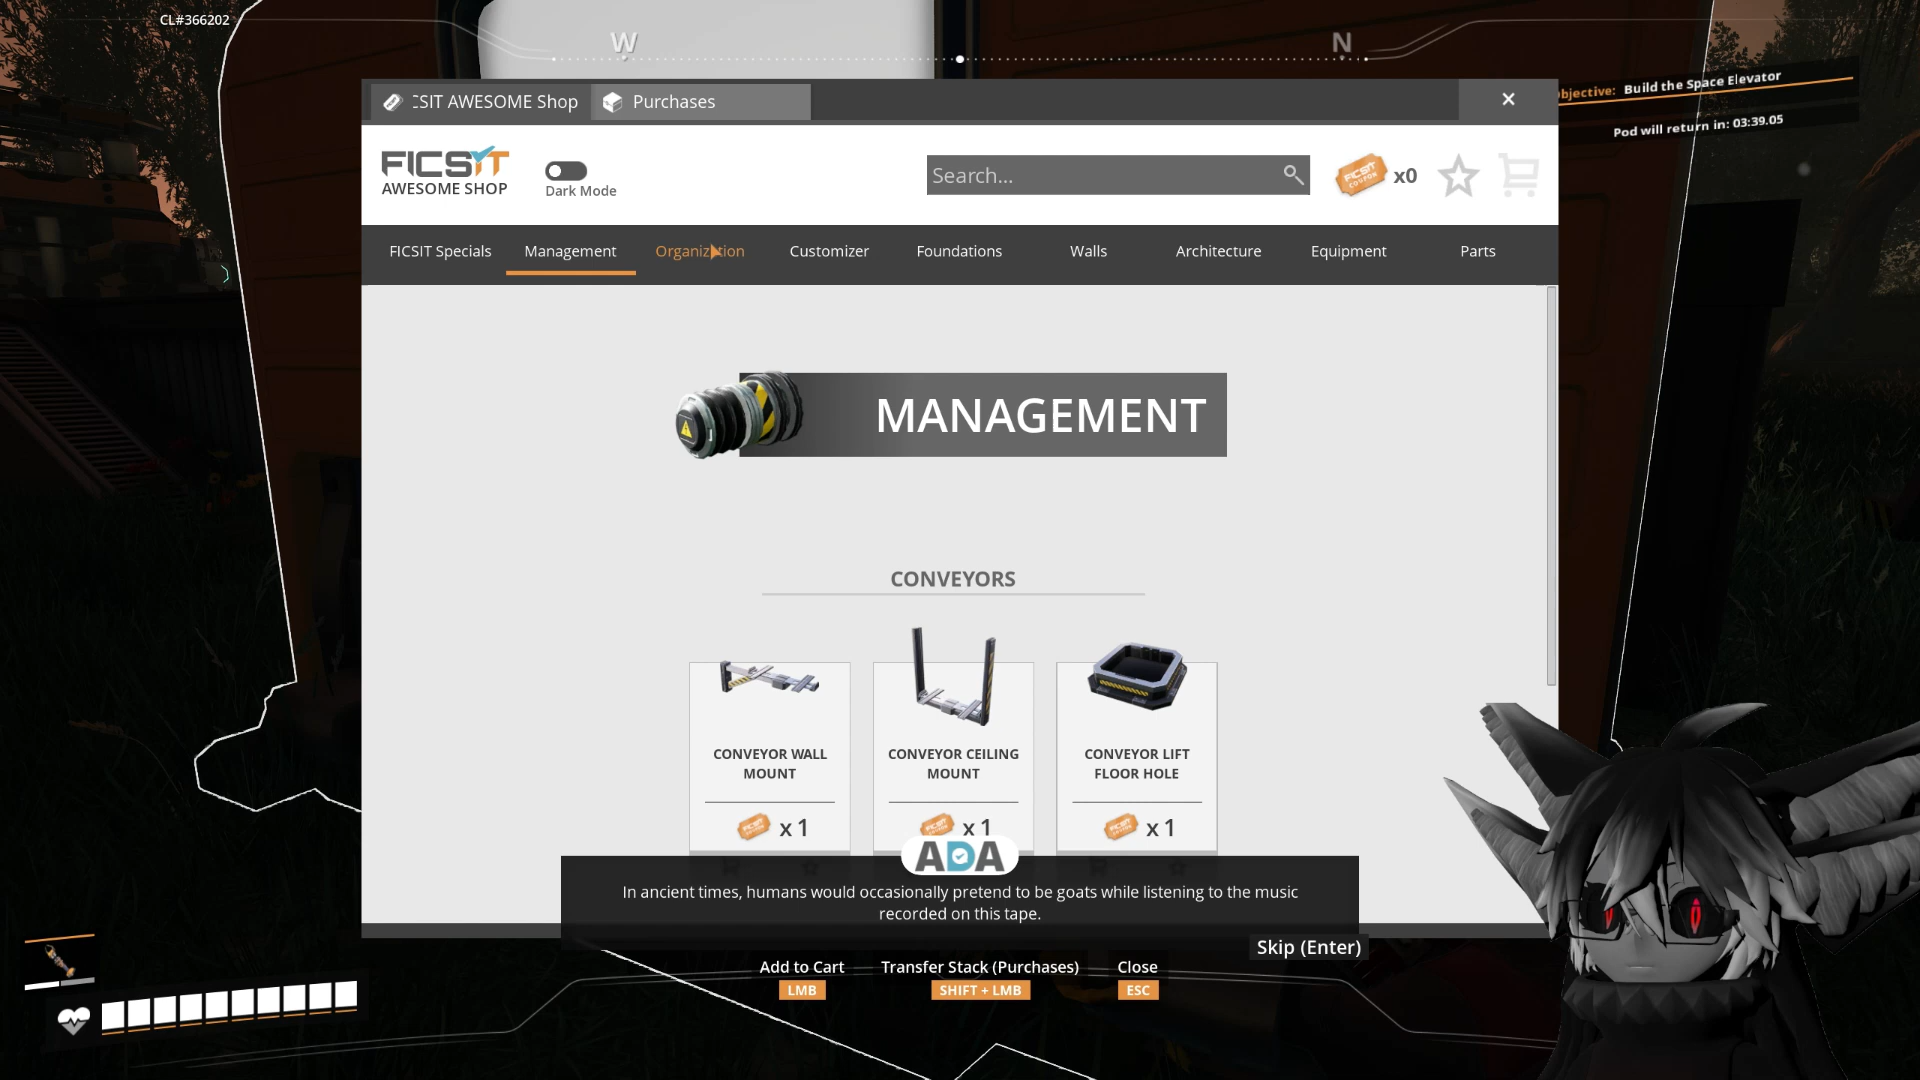 CL#366202
W
N
CSIT AWESOME Shop
Purchases
Objective: Build the Space Elevator
Pod will return in: 03:39.05
FICSIT
AWESOME SHOP
Dark Mode
Search...
FICSIT
COUPON
x0
FICSIT Specials
Management
Organization
Customizer
Foundations
Walls
Architecture
Equipment
Parts
MANAGEMENT
CONVEYORS
CONVEYOR WALL
MOUNT
CONVEYOR CEILING
MOUNT
CONVEYOR LIFT
FLOOR HOLE
x 1
x 1
x 1
ADA
In ancient times, humans would occasionally pretend to be goats while listening to the music
recorded on this tape.
Skip (Enter)
Add to Cart
Transfer Stack (Purchases)
Close
LMB
SHIFT + LMB
ESC